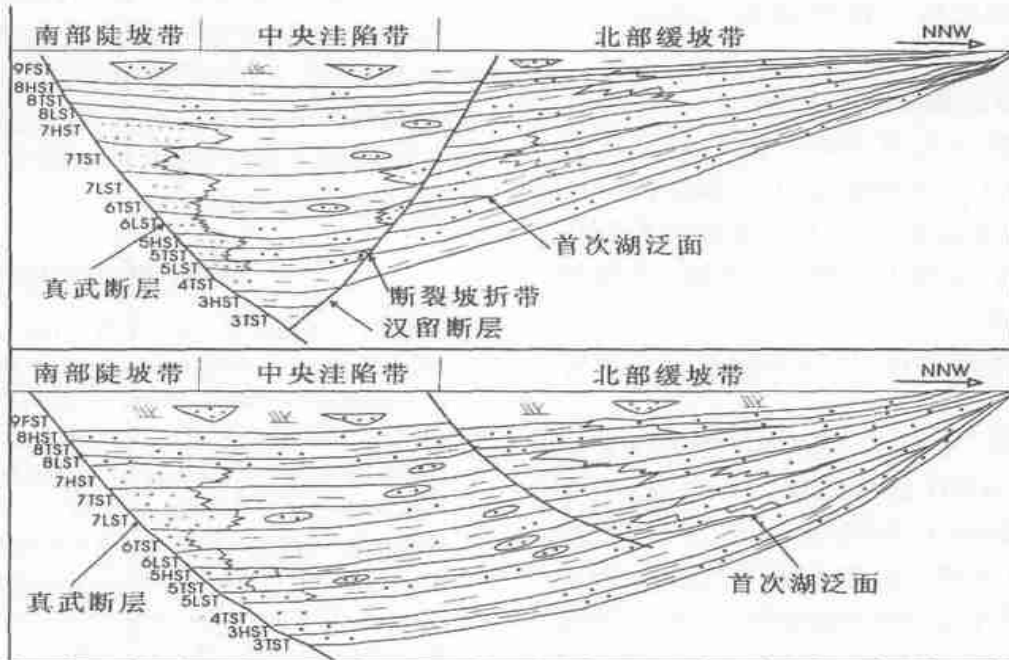 南部陡坡带 中央洼陷带 北部缓坡带 NNW
9FST
8HST
8TST
8LST
7HST
7TST
7LST
6TST
6LST
5HST
5TST
5LST
4TST
3HST
3TST
首次湖泛面
真武断层
断裂坡折带
汉留断层
南部陡坡带 中央洼陷带 北部缓坡带 NNW
9FST
8HST
8TST
8LST
7HST
7TST
7LST
6TST
6LST
5HST
5TST
5LST
4TST
3HST
3TST
首次湖泛面
真武断层